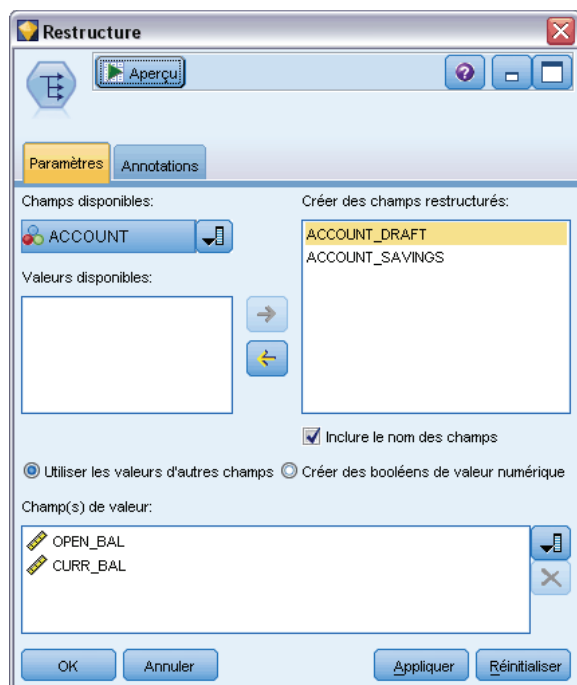 Restructure
Aperçu
Paramètres
Annotations
Champs disponibles:
Créer des champs restructurés:
ACCOUNT
ACCOUNT_DRAFT
ACCOUNT_SAVINGS
Valeurs disponibles:
Inclure le nom des champs
Utiliser les valeurs d'autres champs
Créer des booléens de valeur numérique
Champ(s) de valeur:
OPEN_BAL
CURR_BAL
OK
Annuler
Appliquer
Réinitialiser